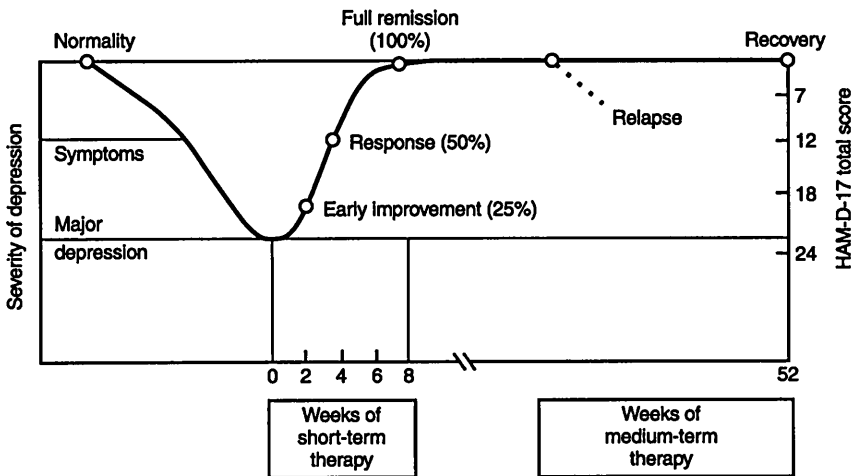 Full remission
(100%)
Normality
Recovery
7
Relapse
12
Response (50%)
Symptoms
18
Early improvement (25%)
Major
depression
24
Severity of depression
HAM-D-17 total score
0 2 4 6 8 52
Weeks of
short-term
therapy
Weeks of
medium-term
therapy